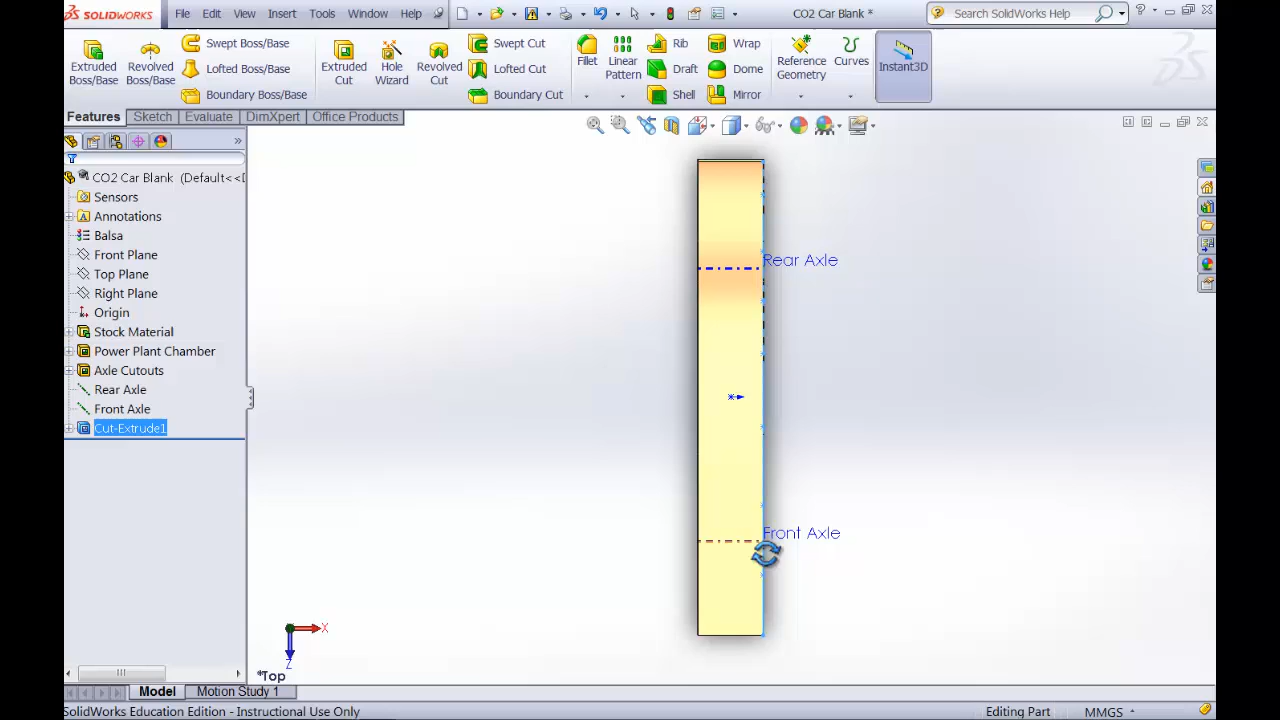 SOLIDWORKS File Edit View Insert Tools Window Help CO2 Car Blank * Search SolidWorks Help
Extruded Boss/Base
Revolved Boss/Base
Swept Boss/Base
Lofted Boss/Base
Boundary Boss/Base
Extruded Cut
Hole Wizard
Revolved Cut
Swept Cut
Lofted Cut
Boundary Cut
Fillet
Linear Pattern
Rib
Draft
Shell
Wrap
Dome
Mirror
Reference Geometry
Curves
Instant3D
Features Sketch Evaluate DimXpert Office Products
CO2 Car Blank (Default<<D
Sensors
Annotations
Balsa
Front Plane
Top Plane
Right Plane
Origin
Stock Material
Power Plant Chamber
Axle Cutouts
Rear Axle
Front Axle
Cut-Extrude1
Rear Axle
Front Axle
X
Z
*Top
Model Motion Study 1
SolidWorks Education Edition - Instructional Use Only Editing Part MMGS